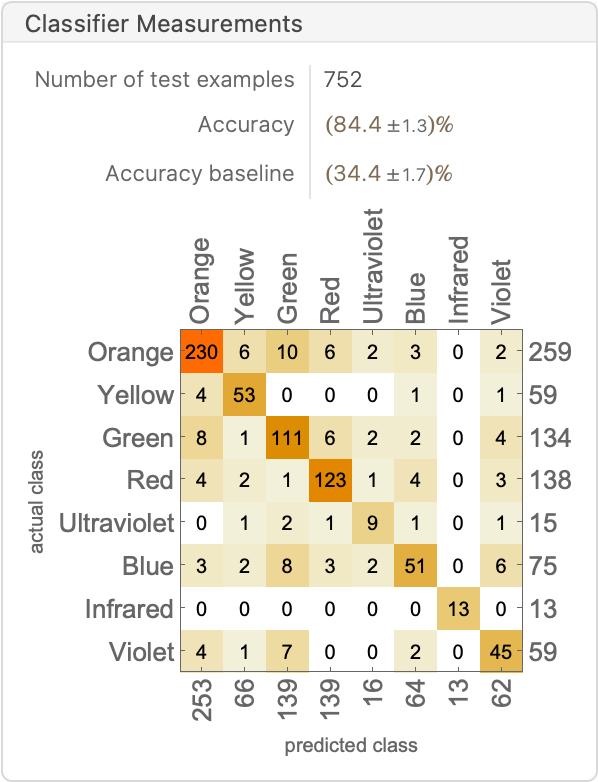 Classifier Measurements
Number of test examples 752
Accuracy (84.4 ±1.3)%
Accuracy baseline (34.4 ±1.7)%
Orange Yellow Green Red Ultraviolet Blue Infrared Violet
Orange 230 6 10 6 2 3 0 2 259
Yellow 4 53 0 0 0 1 0 1 59
Green 8 1 111 6 2 2 0 4 134
Red 4 2 1 123 1 4 0 3 138
Ultraviolet 0 1 2 1 9 1 0 1 15
Blue 3 2 8 3 2 51 0 6 75
Infrared 0 0 0 0 0 0 13 0 13
Violet 4 1 7 0 0 2 0 45 59
253 66 139 139 16 64 13 62
actual class
predicted class